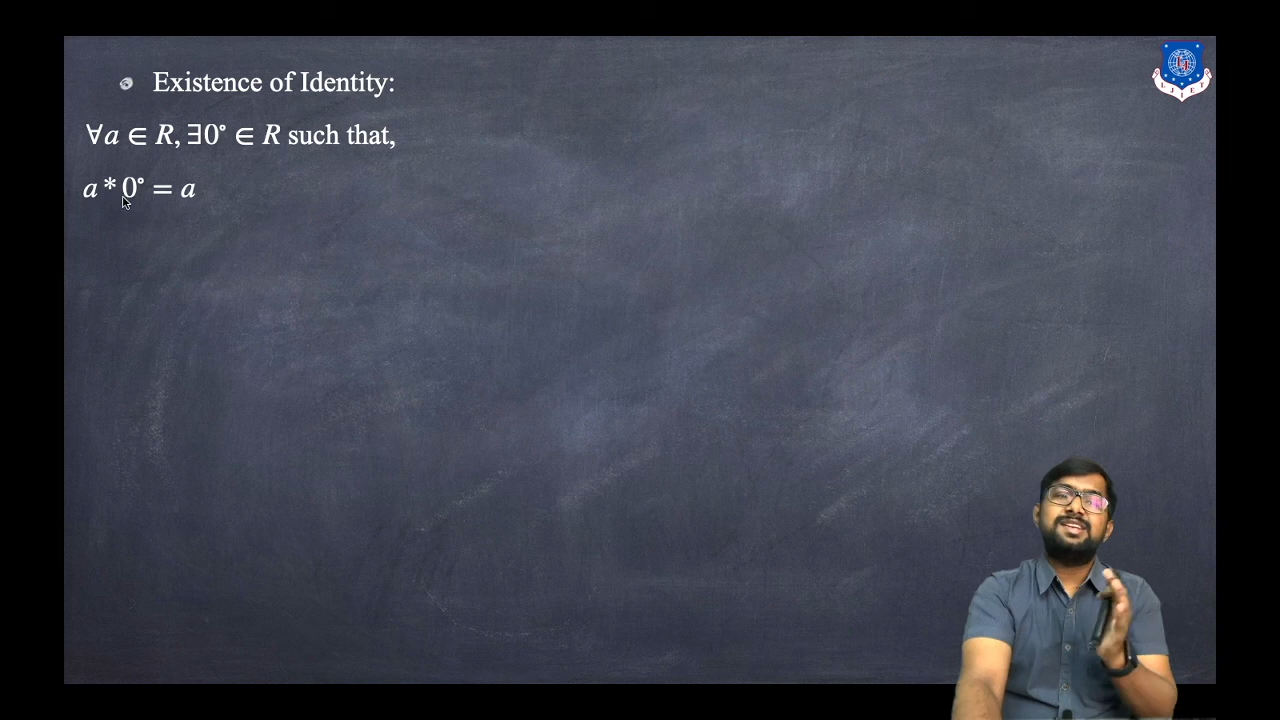 Existence of Identity:
∀a ∈ R, ∃0° ∈ R such that,
a * 0° = a
L J I E T